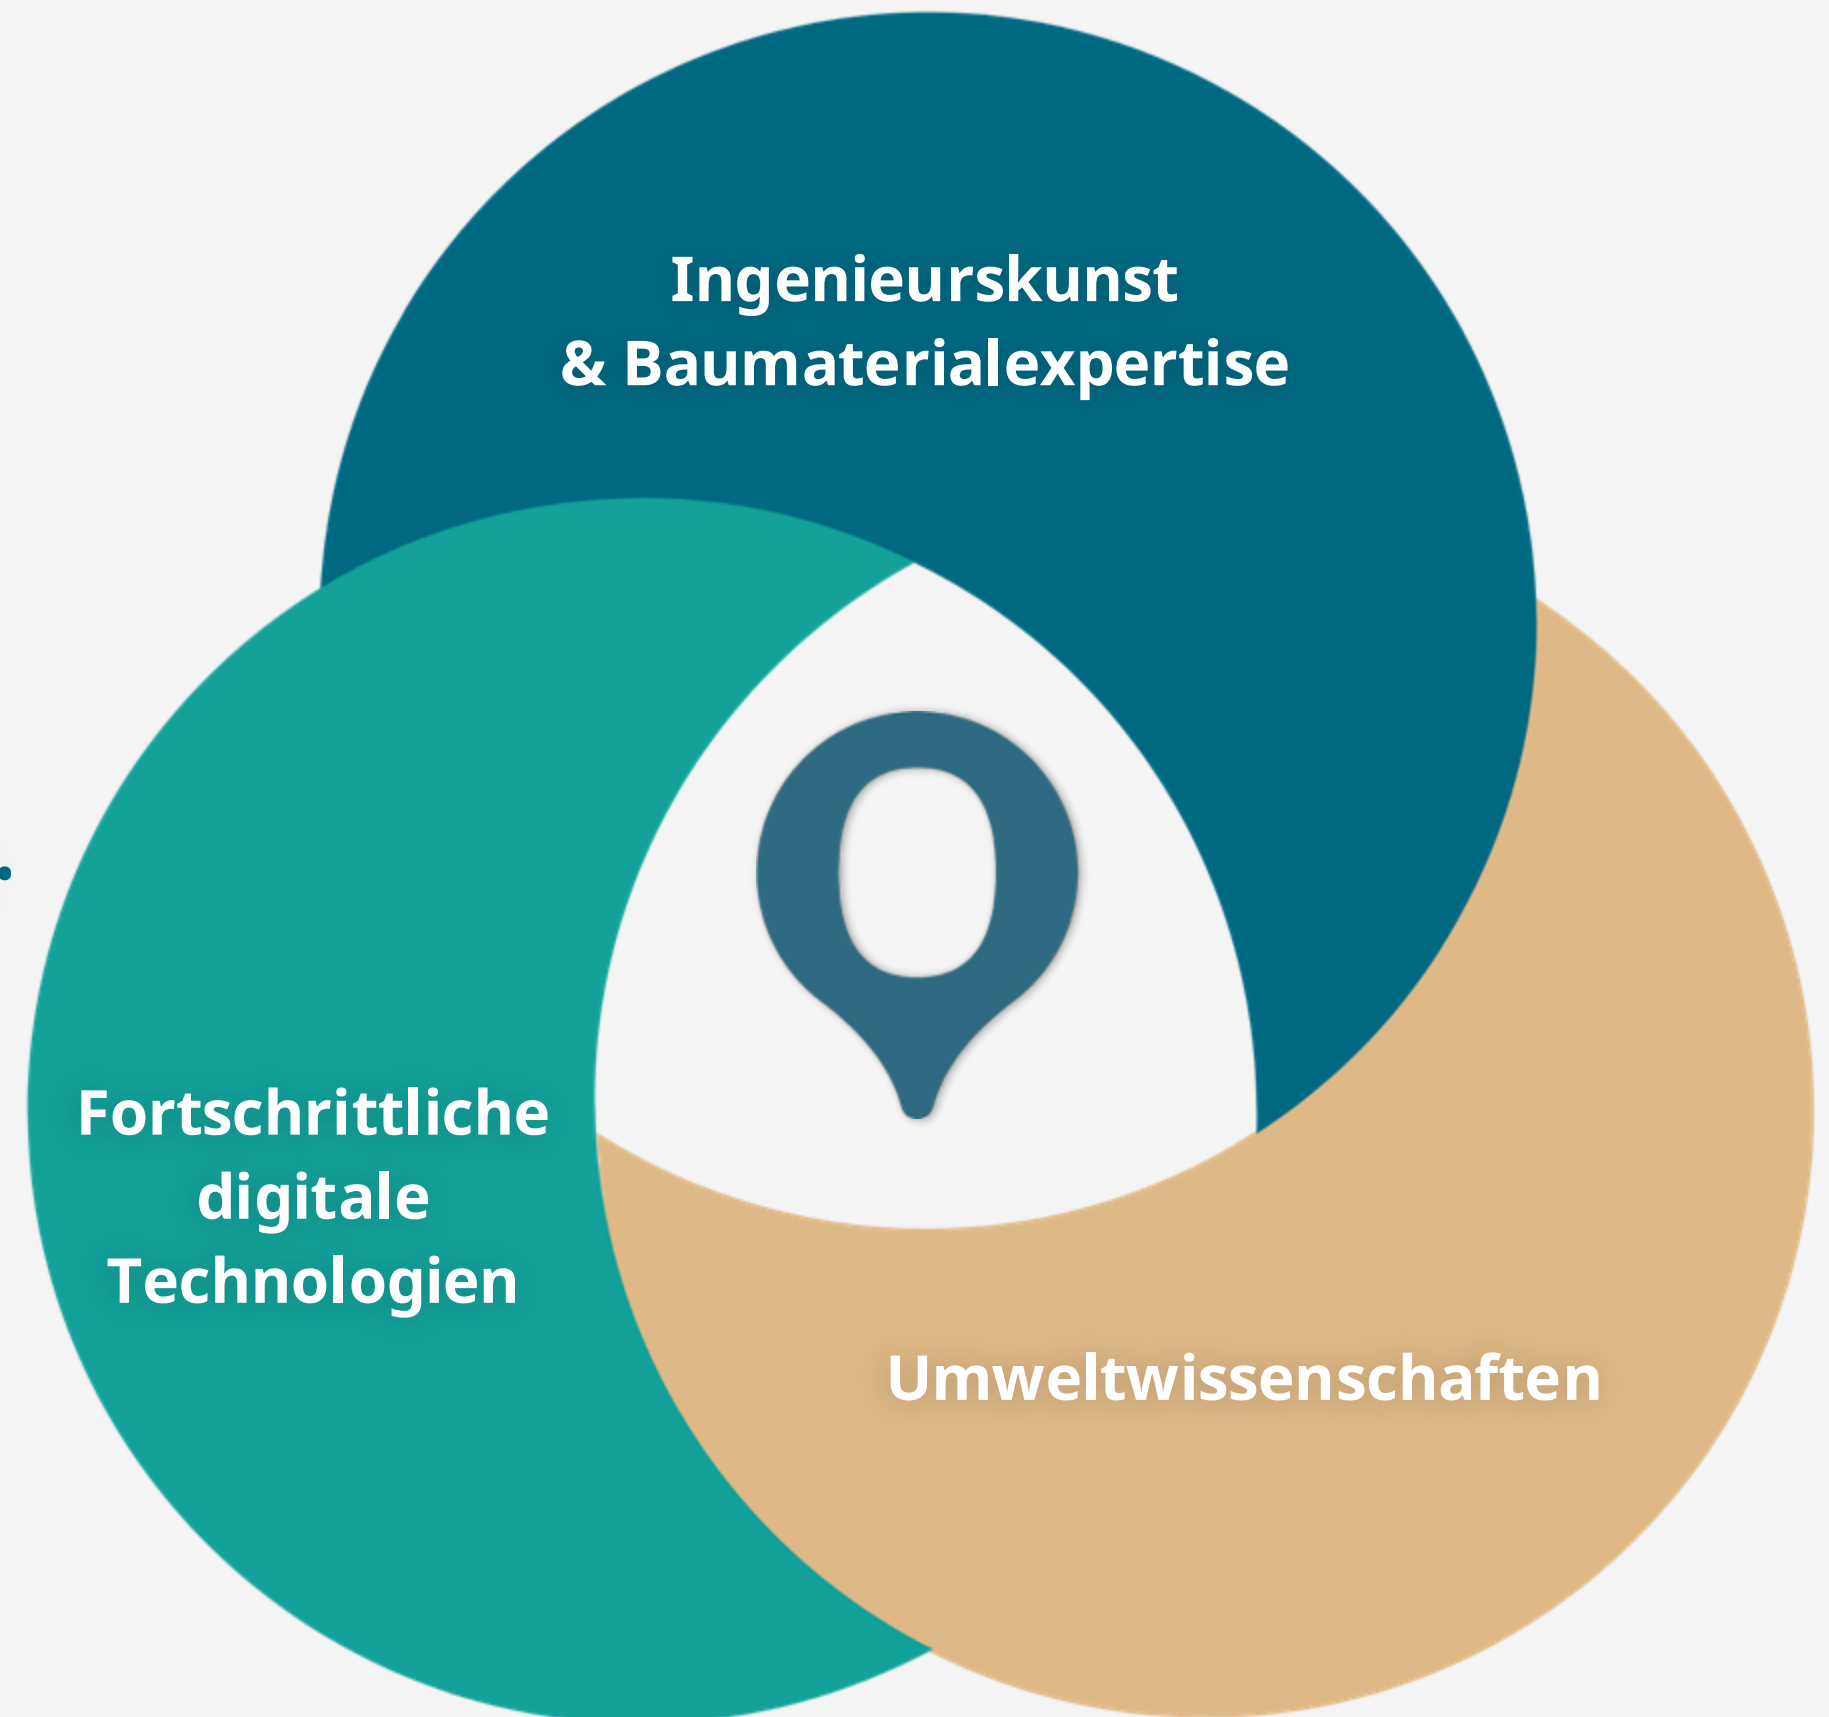 Ingenieurskunst
& Baumaterialexpertise
Fortschrittliche
digitale
Technologien
Umweltwissenschaften